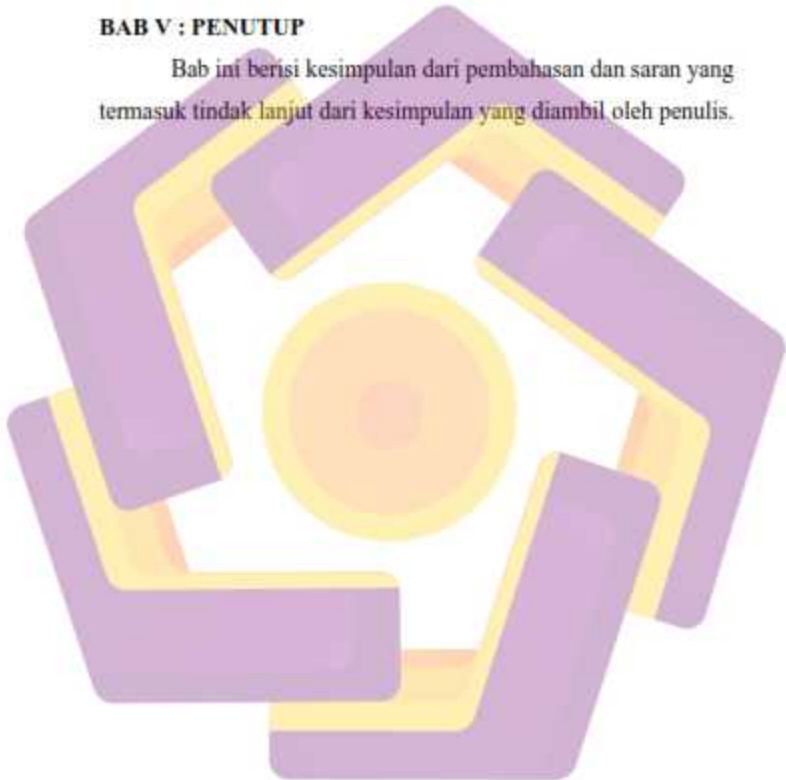 BAB V : PENUTUP
Bab ini berisi kesimpulan dari pembahasan dan saran yang
termasuk tindak lanjut dari kesimpulan yang diambil oleh penulis.